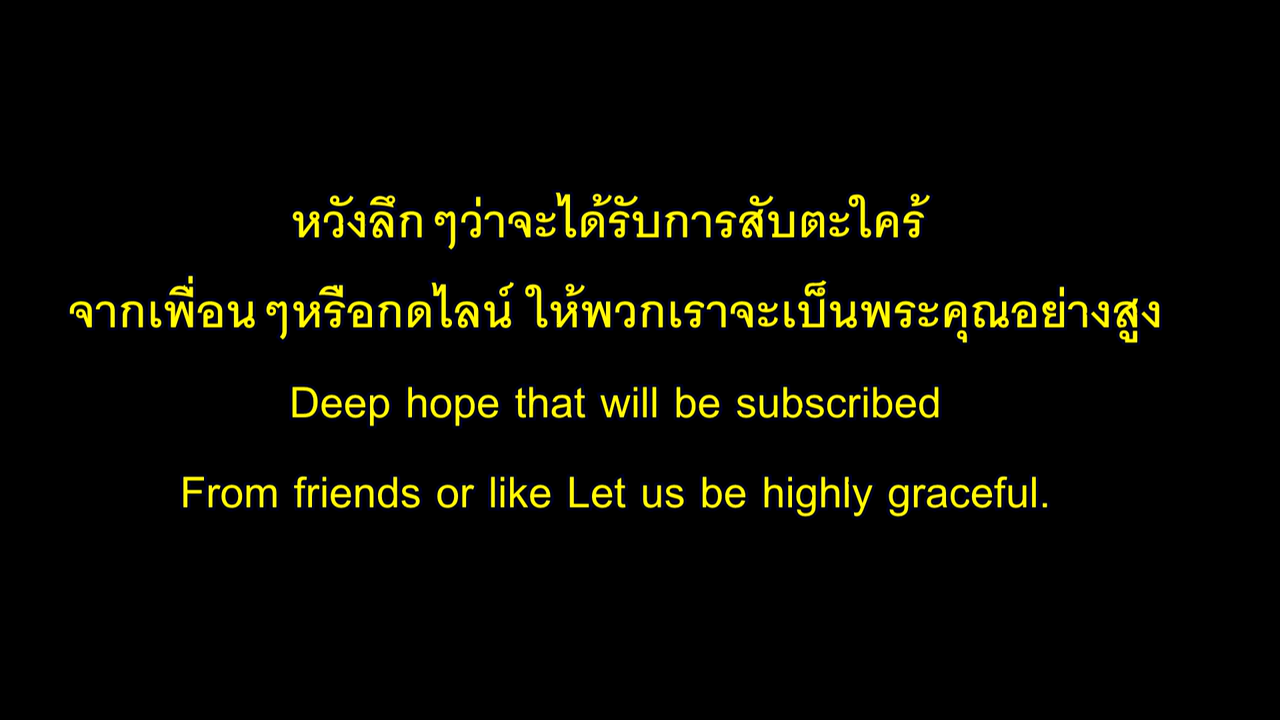 หวังลึกๆว่าจะได้รับการสับตะใคร้
จากเพื่อนๆหรือกดไลน์ ให้พวกเราจะเป็นพระคุณอย่างสูง
Deep hope that will be subscribed
From friends or like Let us be highly graceful.